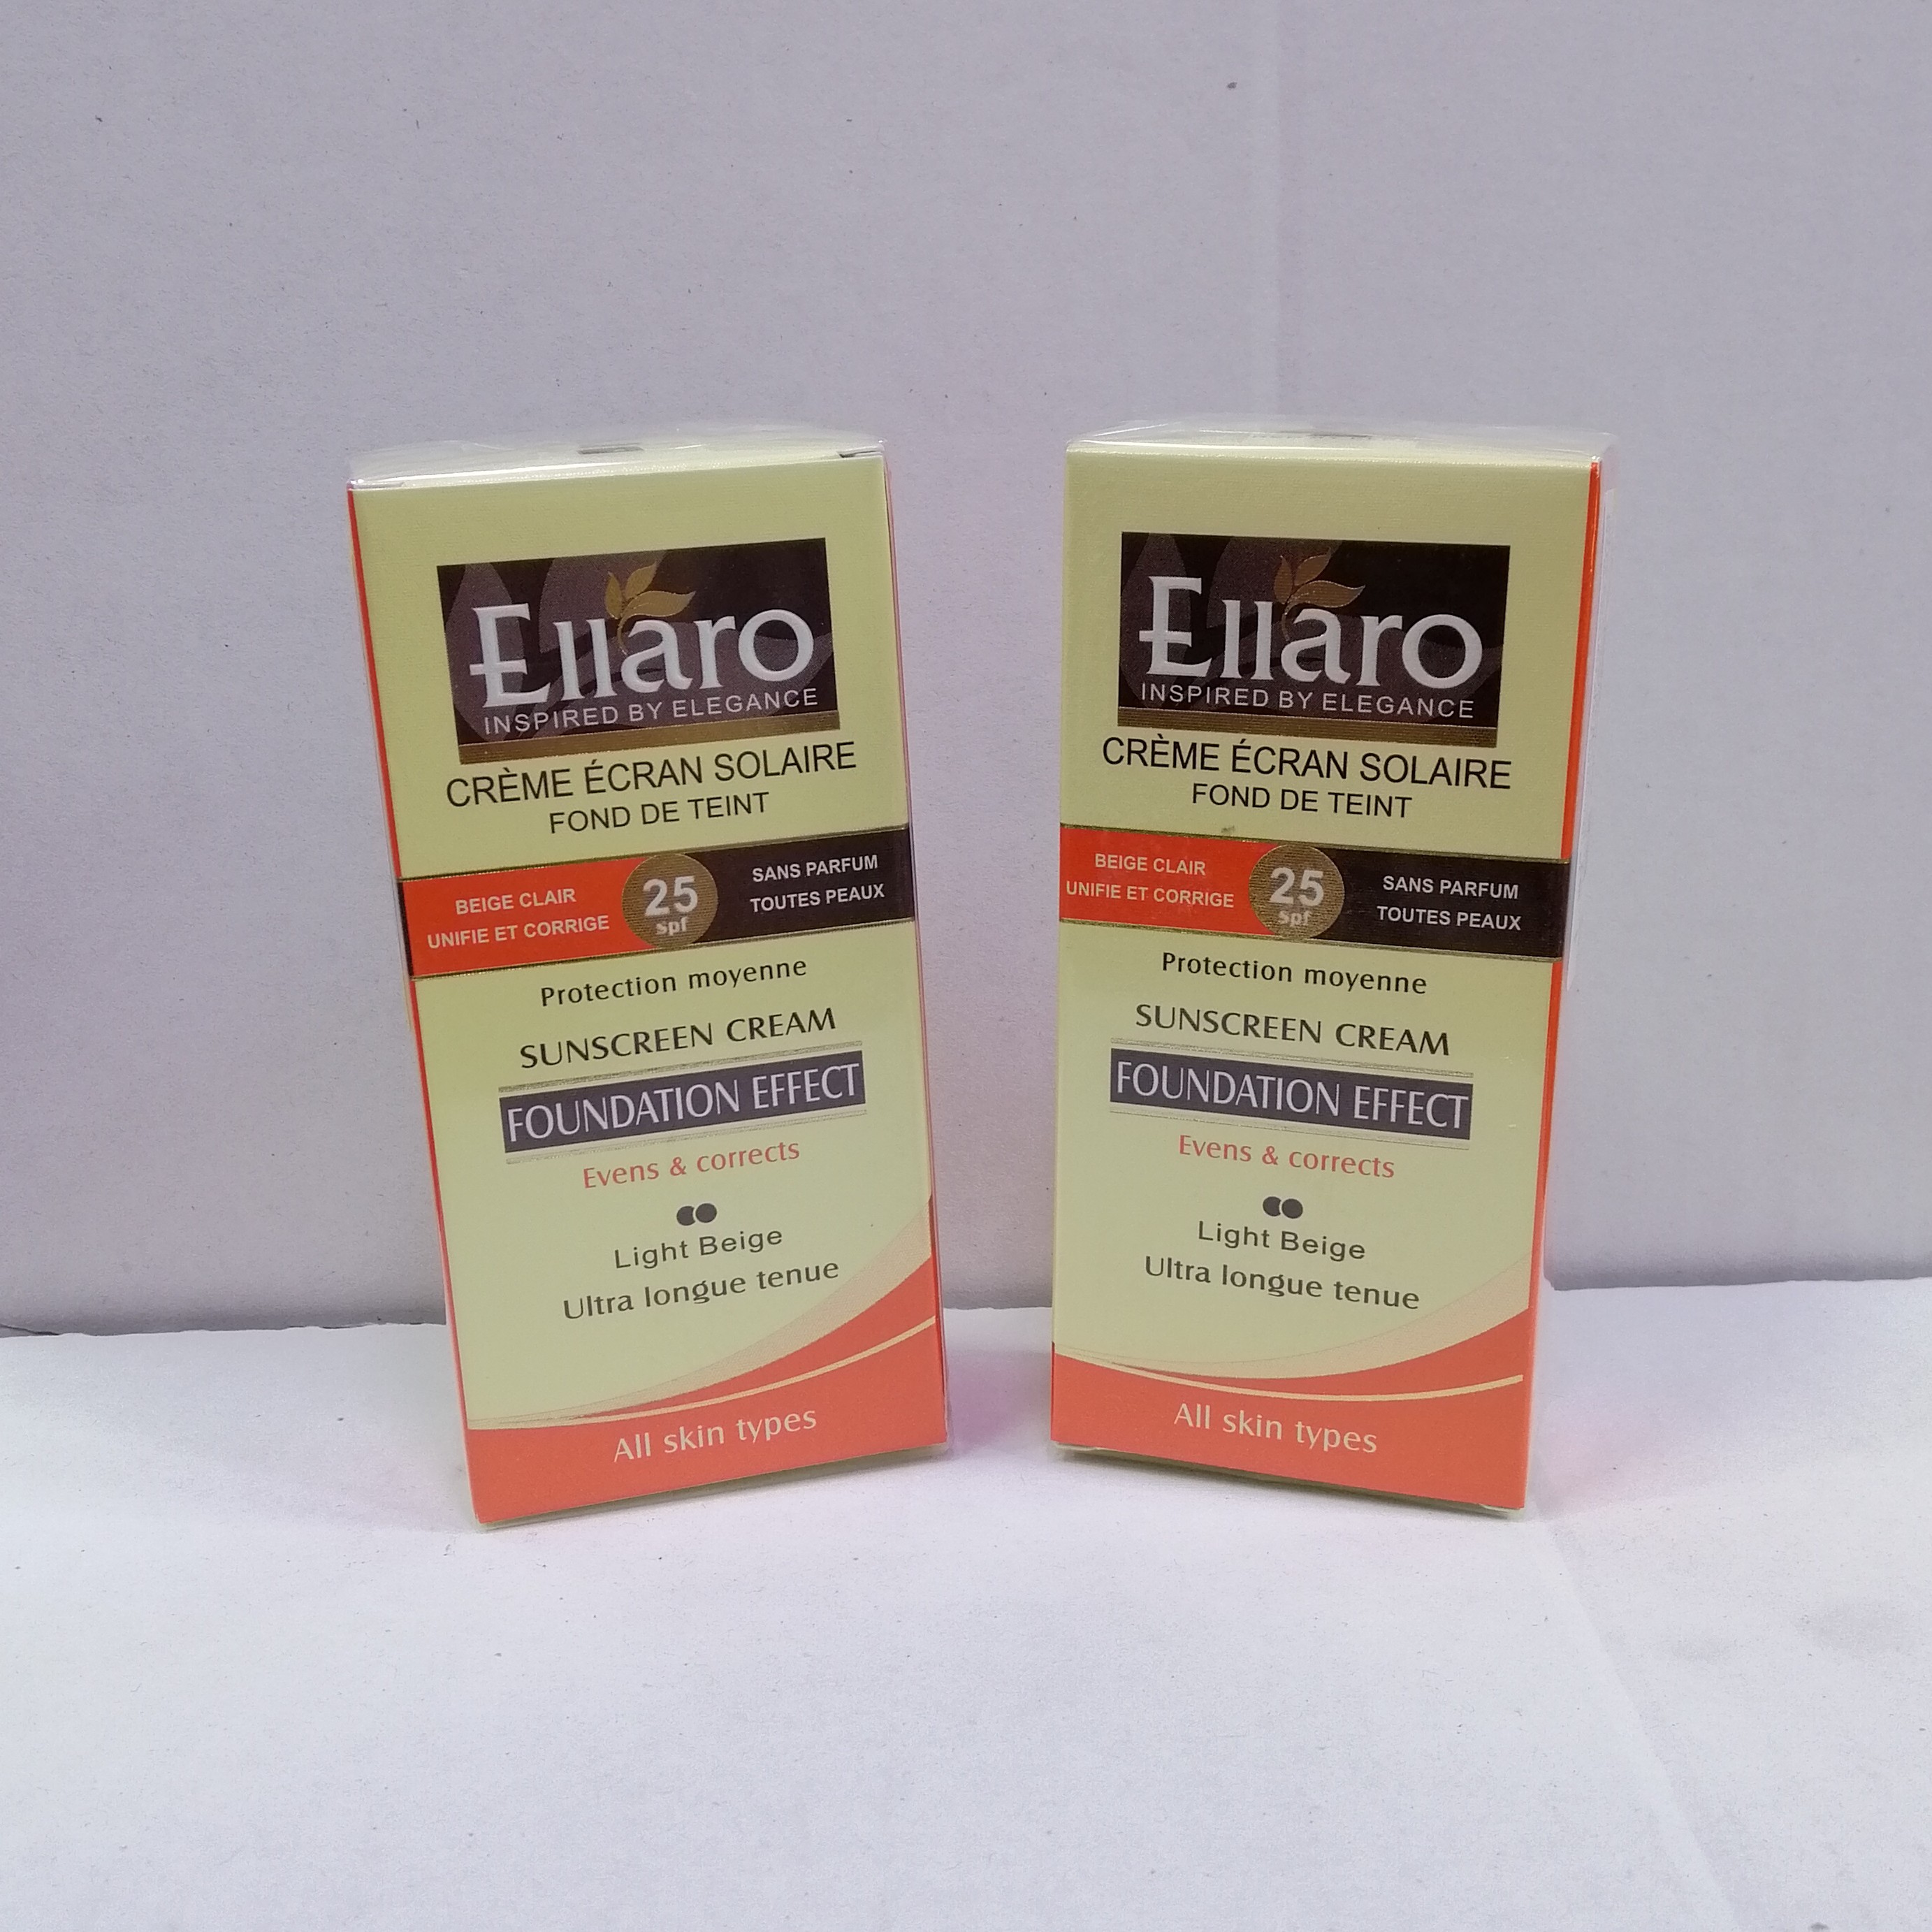 Ellaro
INSPIRED BY ELEGANCE
CRÈME ÉCRAN SOLAIRE
FOND DE TEINT
BEIGE CLAIR
UNIFIE ET CORRIGE
25
spf
SANS PARFUM
TOUTES PEAUX
Protection moyenne
SUNSCREEN CREAM
FOUNDATION EFFECT
Evens & corrects
Light Beige
Ultra longue tenue
All skin types
Ellaro
INSPIRED BY ELEGANCE
CRÈME ÉCRAN SOLAIRE
FOND DE TEINT
BEIGE CLAIR
UNIFIE ET CORRIGE
25
spf
SANS PARFUM
TOUTES PEAUX
Protection moyenne
SUNSCREEN CREAM
FOUNDATION EFFECT
Evens & corrects
Light Beige
Ultra longue tenue
All skin types